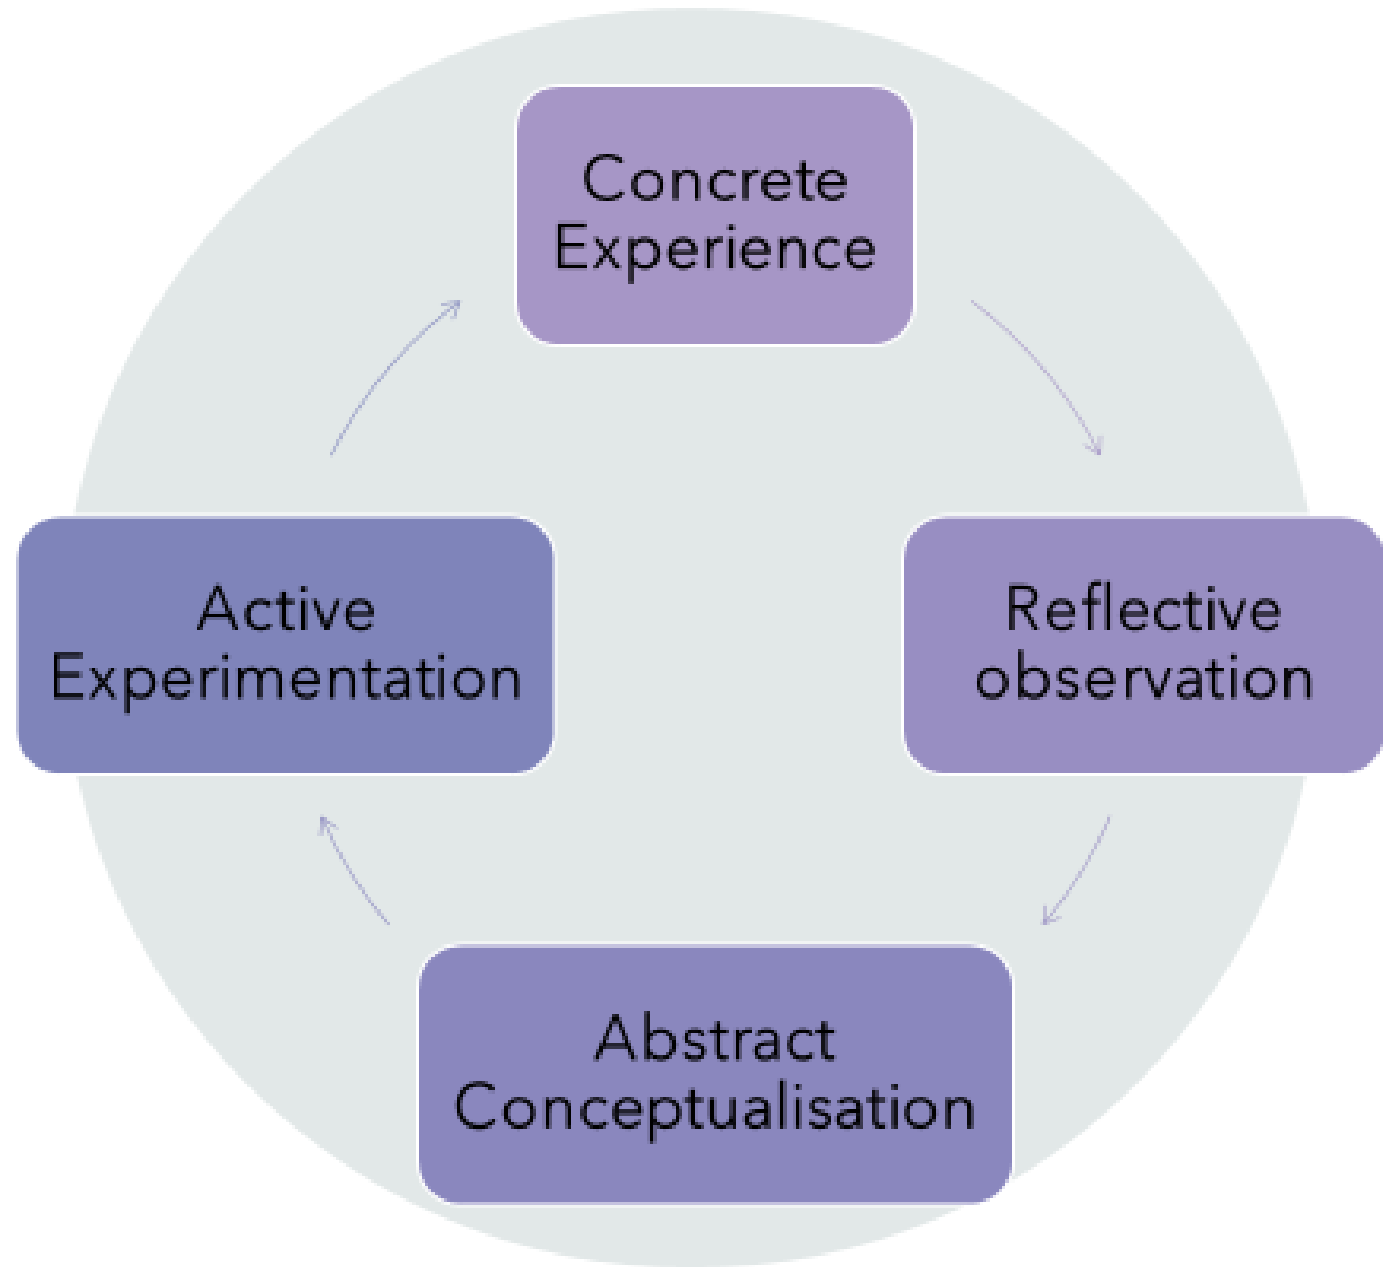 Concrete
Experience
Reflective
observation
Abstract
Conceptualisation
Active
Experimentation